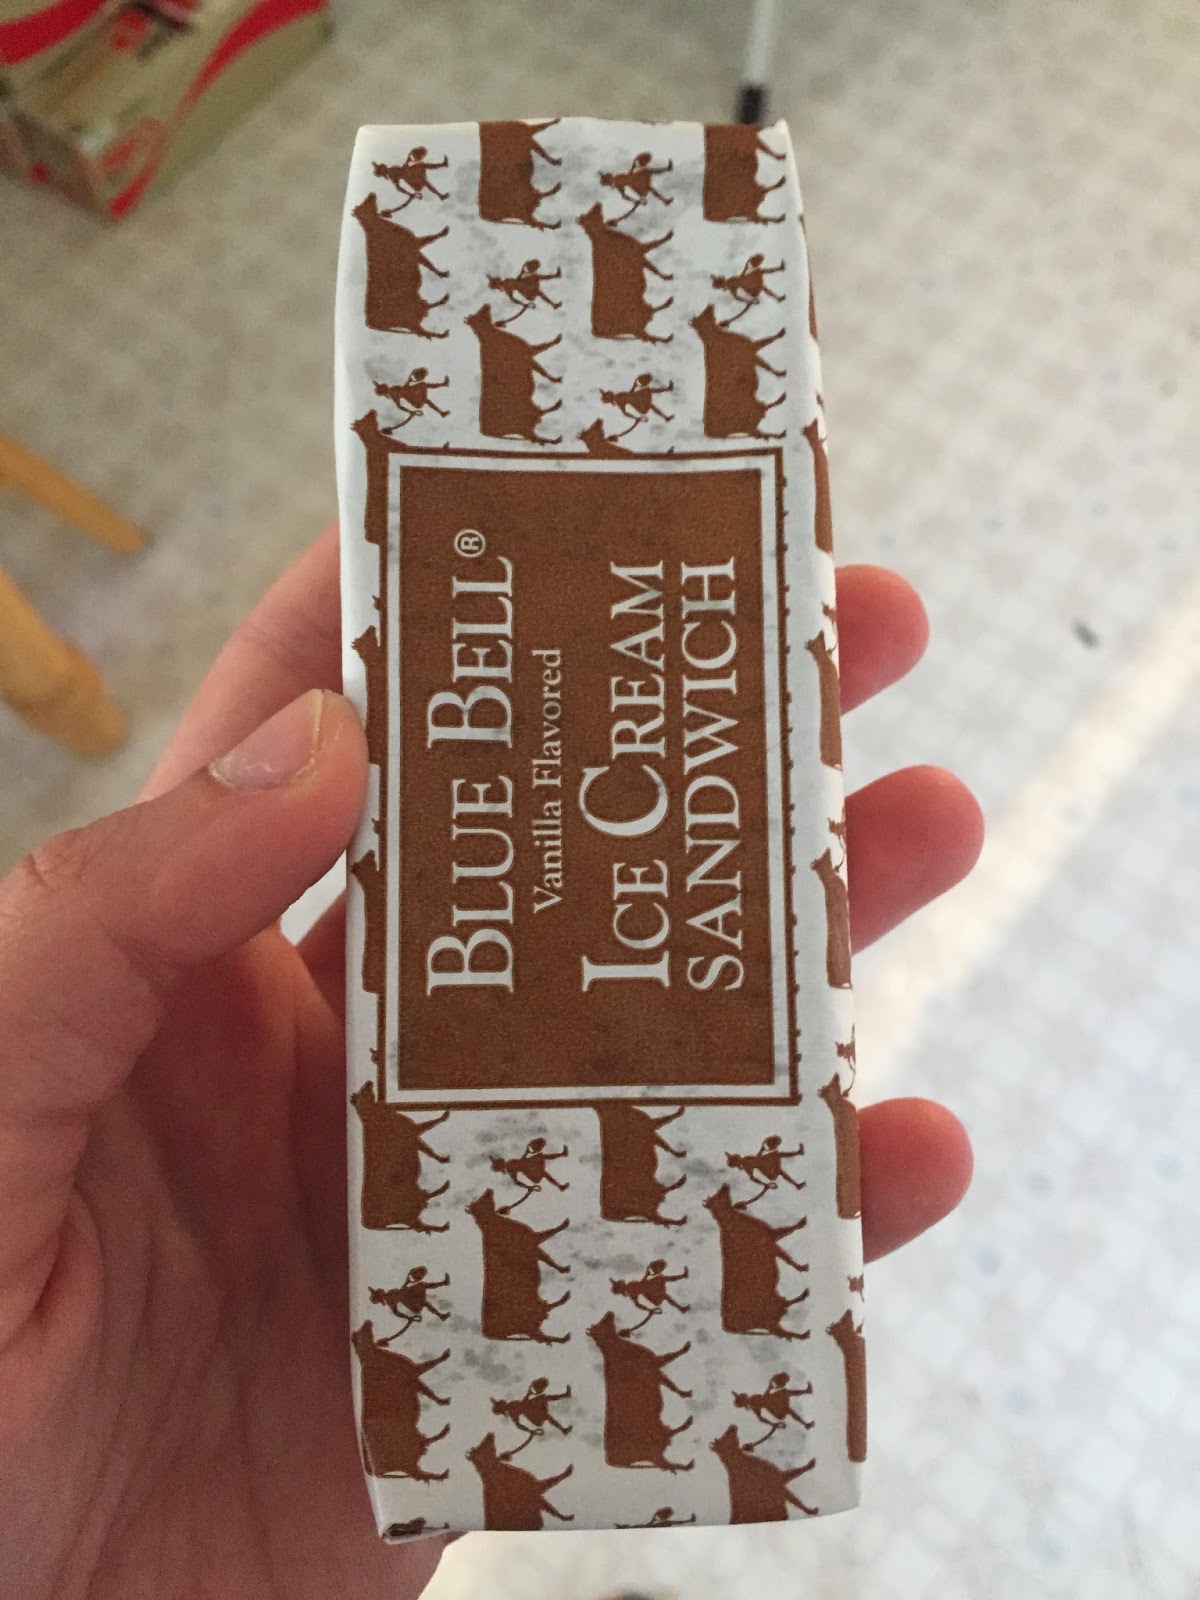 BLUE BELL®
Vanilla Flavored
ICE CREAM
SANDWICH